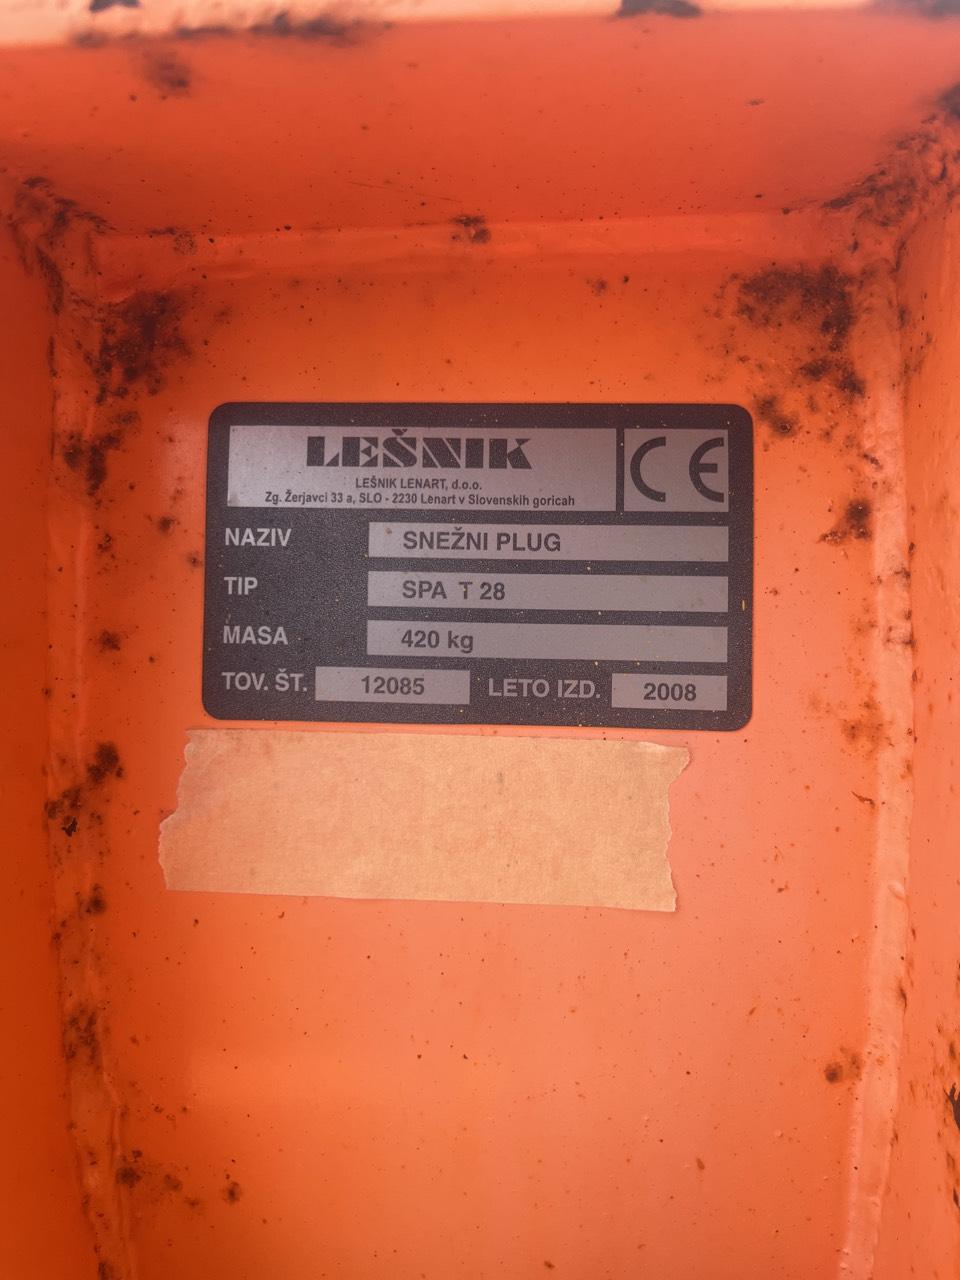 LEŠNIK
LEŠNIK LENART, d.o.o.
Zg. Žerjavci 33 a, SLO - 2230 Lenart v Slovenskih goricah
CE
NAZIV SNEŽNI PLUG
TIP SPA T 28
MASA 420 kg
TOV. ŠT. 12085 LETO IZD. 2008